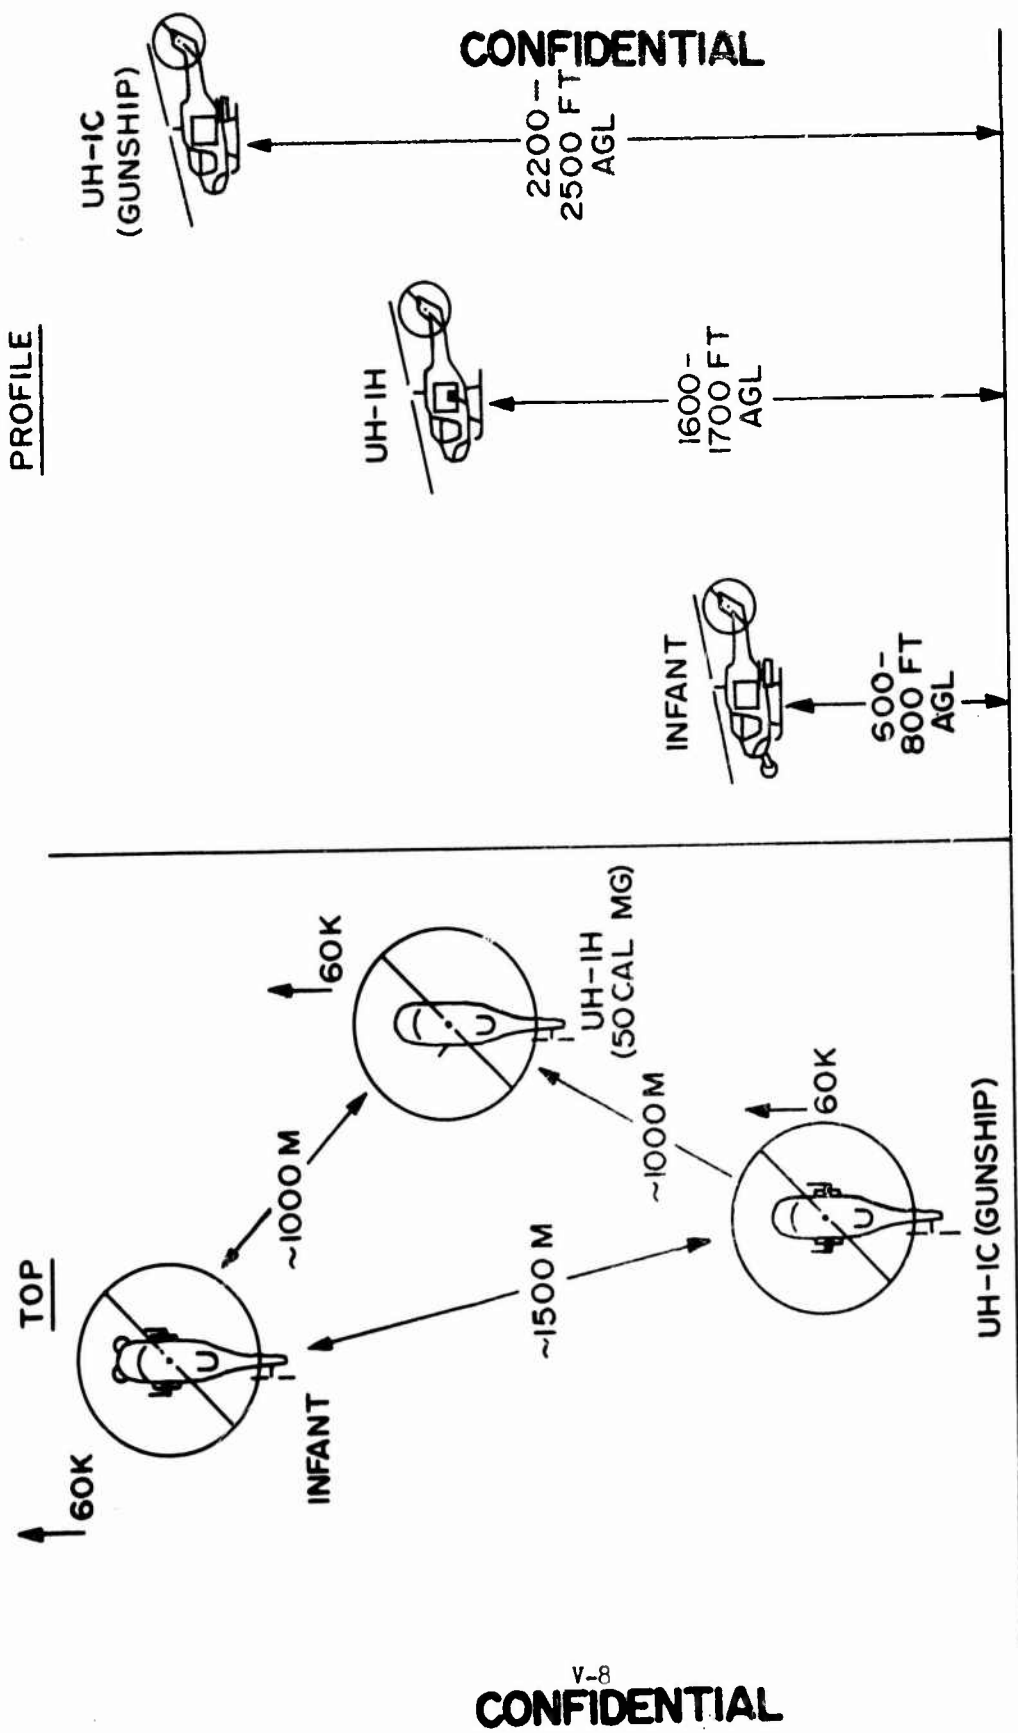 CONFIDENTIAL
TOP
60K
INFANT
~1000 M
60K
UH-1H
(50 CAL MG)
~1500 M
~1000 M
60K
UH-1C (GUNSHIP)
PROFILE
UH-1C
(GUNSHIP)
2200-
2500 FT
AGL
UH-1H
1600-
1700 FT
AGL
INFANT
600-
800 FT
AGL
V-8
CONFIDENTIAL